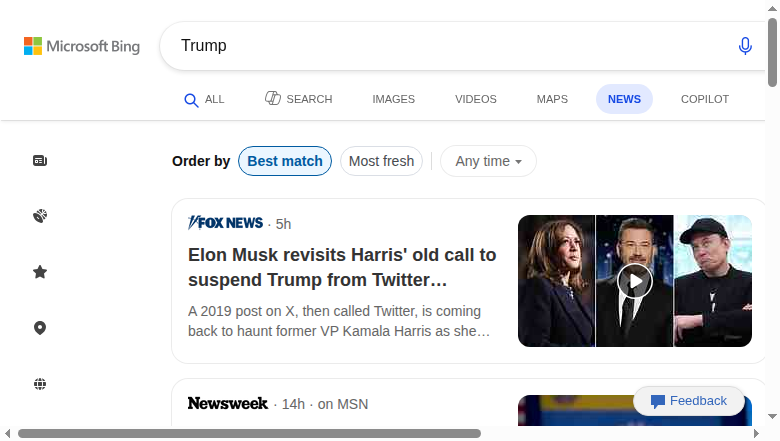 Microsoft Bing
Trump
ALL
SEARCH
IMAGES
VIDEOS
MAPS
NEWS
COPILOT
Order by
Best match
Most fresh
Any time
FOX NEWS · 5h
Elon Musk revisits Harris' old call to
suspend Trump from Twitter…
A 2019 post on X, then called Twitter, is coming
back to haunt former VP Kamala Harris as she…
Newsweek · 14h · on MSN
Feedback